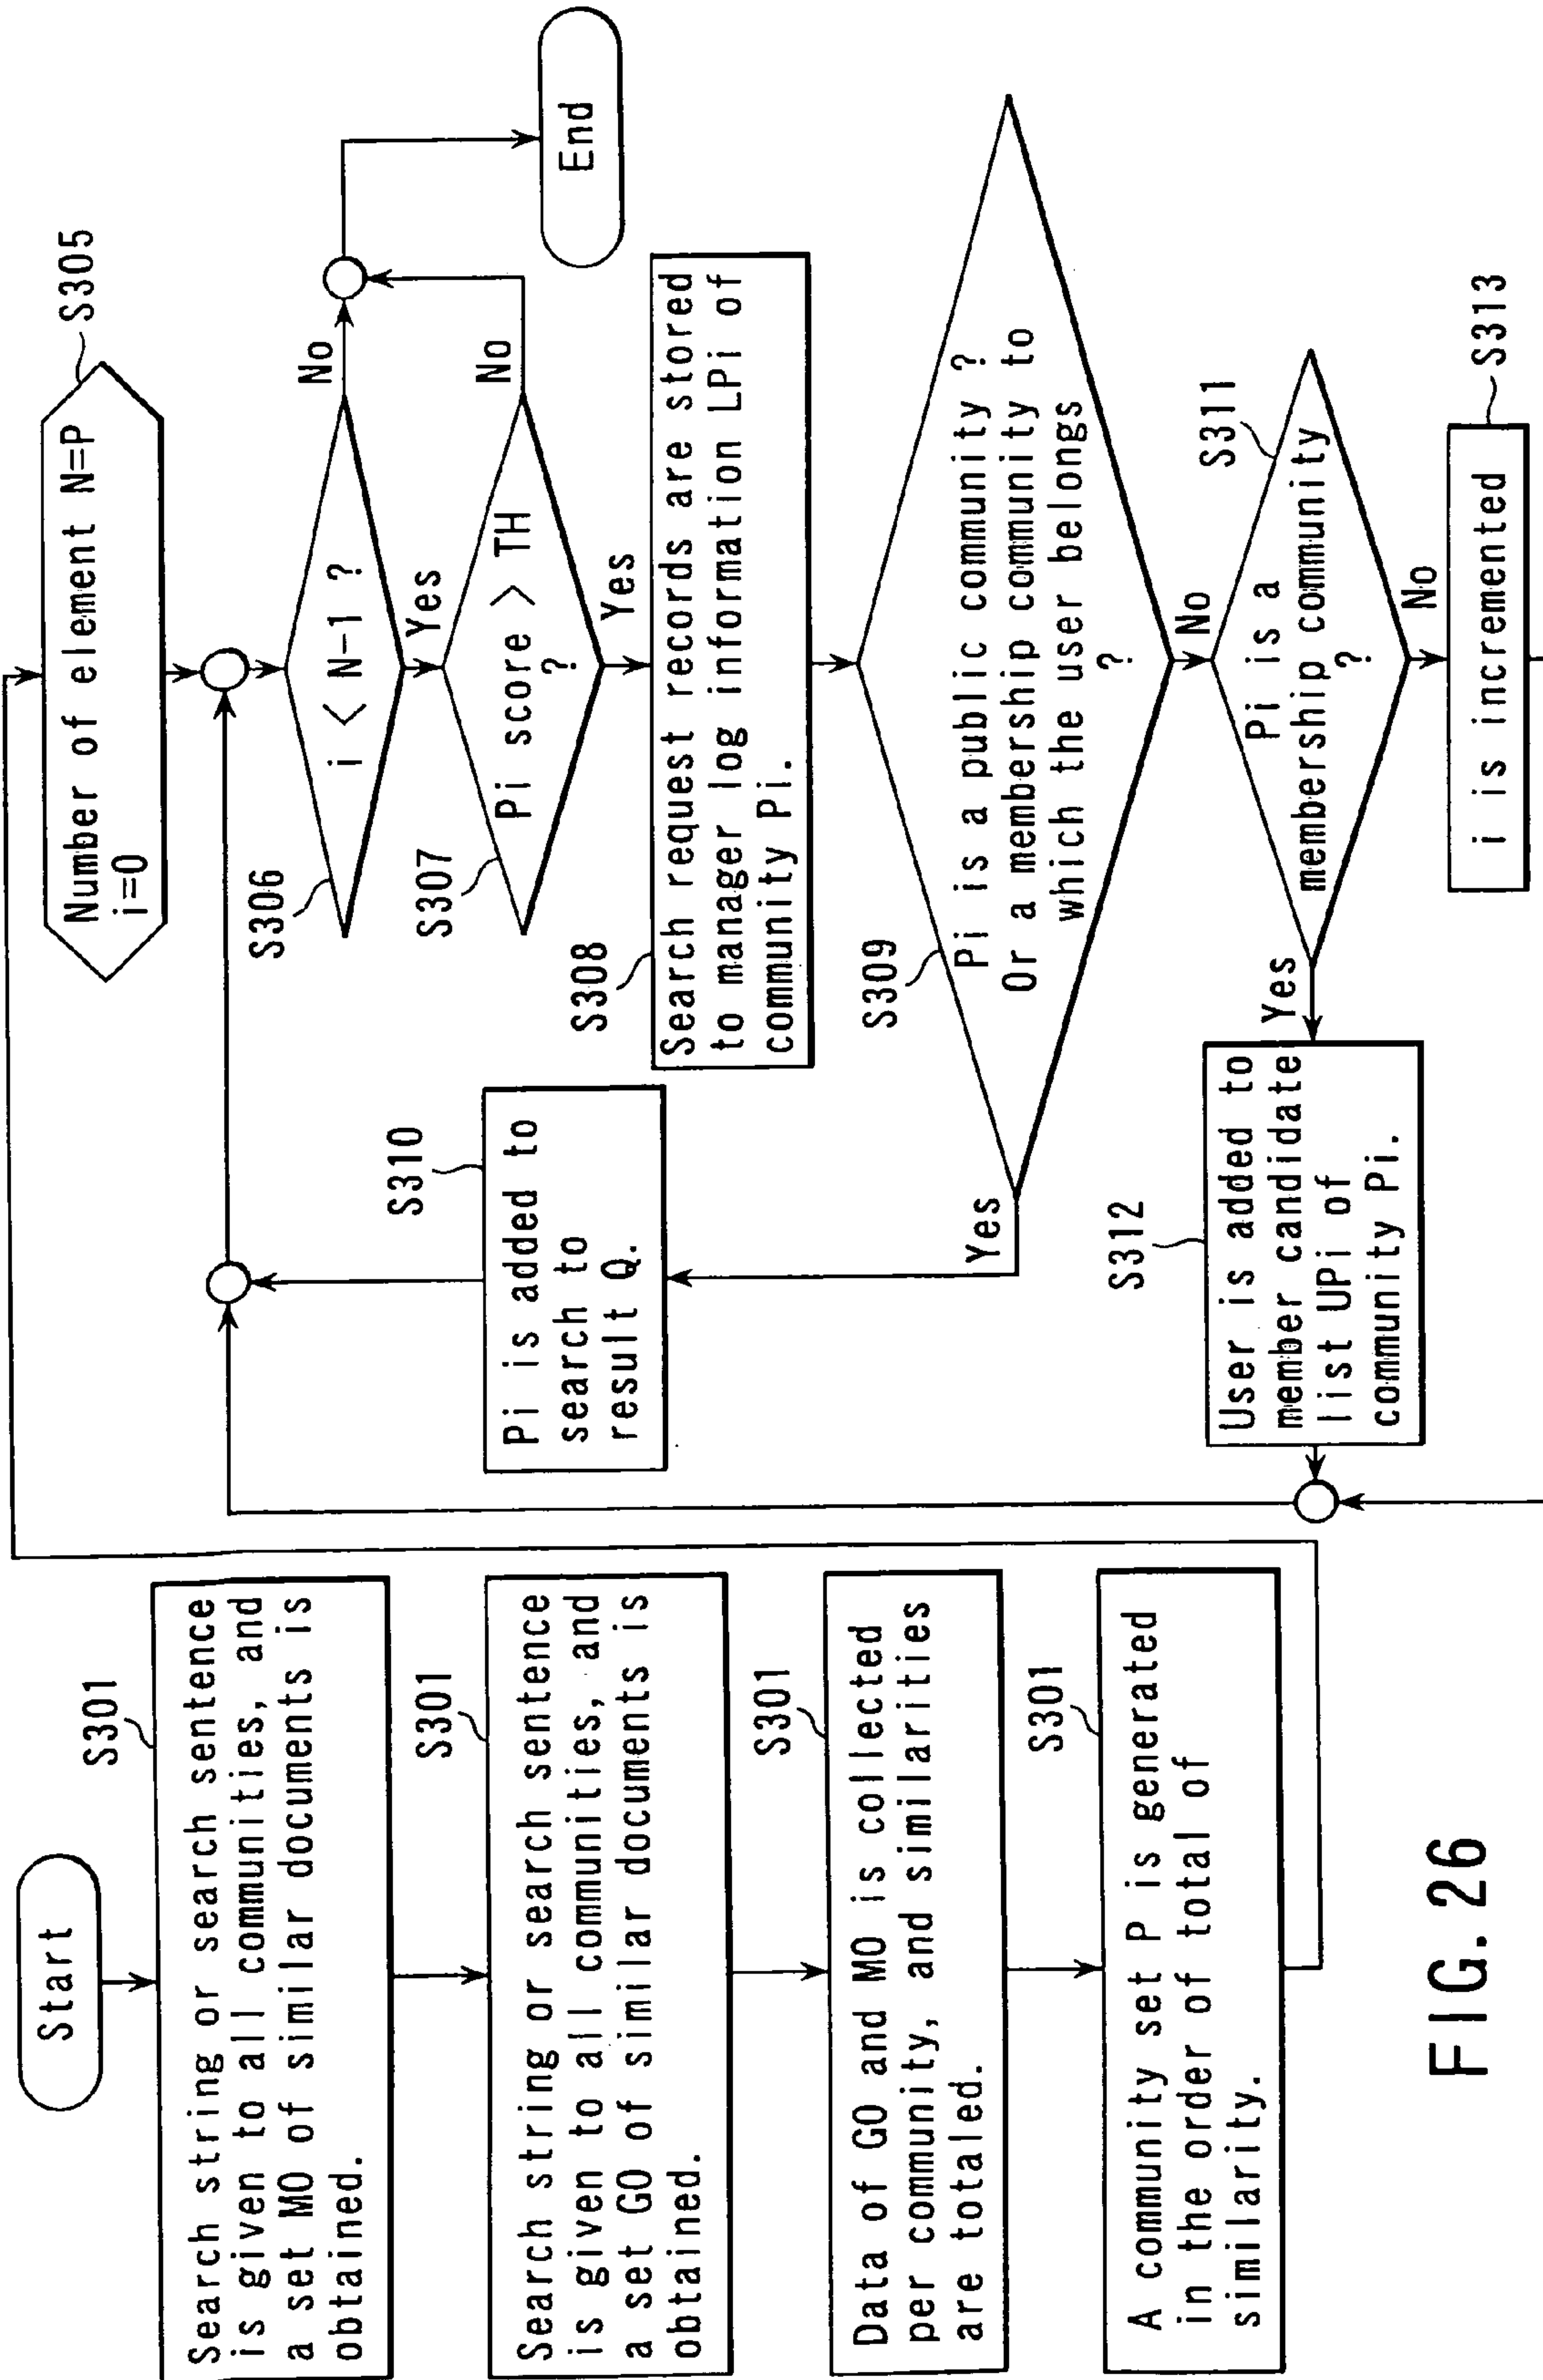 Start
S301
Search string or search sentence
is given to all communities, and
a set MO of similar documents is
obtained.
S301
Search string or search sentence
is given to all communities, and
a set GO of similar documents is
obtained.
S301
Data of GO and MO is collected
per community, and similarities
are totaled.
S301
A community set P is generated
in the order of total of
similarity.
S305
Number of element N=P
i=0
S306
i < N-1 ?
No
Yes
S307
Pi score > TH
?
No
Yes
S308
Search request records are stored
to manager log information LPi of
community Pi.
S309
Pi is a public community ?
Or a membership community to
which the user belongs
?
Yes
No
S310
Pi is added to
search to
result Q.
S311
Pi is a
membership community
?
Yes
No
S312
User is added to
member candidate
list UPi of
community Pi.
S313
i is incremented
End
FIG. 26